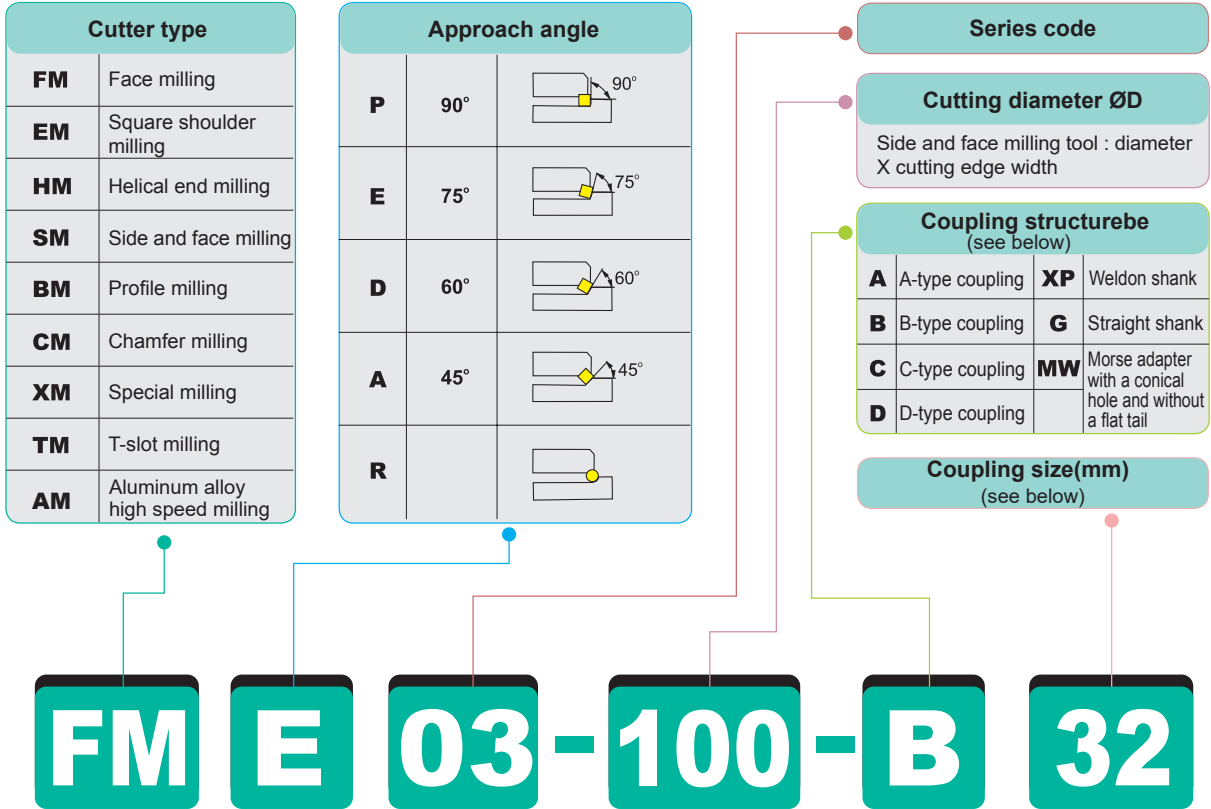 Cutter type
FM Face milling
EM Square shoulder
milling
HM Helical end milling
SM Side and face milling
BM Profile milling
CM Chamfer milling
XM Special milling
TM T-slot milling
AM Aluminum alloy
high speed milling
Approach angle
P 90° 90°
E 75° 75°
D 60° 60°
A 45° 45°
R
Series code
Cutting diameter ØD
Side and face milling tool : diameter
X cutting edge width
Coupling structurebe
(see below)
A A-type coupling XP Weldon shank
B B-type coupling G Straight shank
C C-type coupling MW Morse adapter
with a conical
hole and without
a flat tail
D D-type coupling
Coupling size(mm)
(see below)
FM E 03-100-B 32